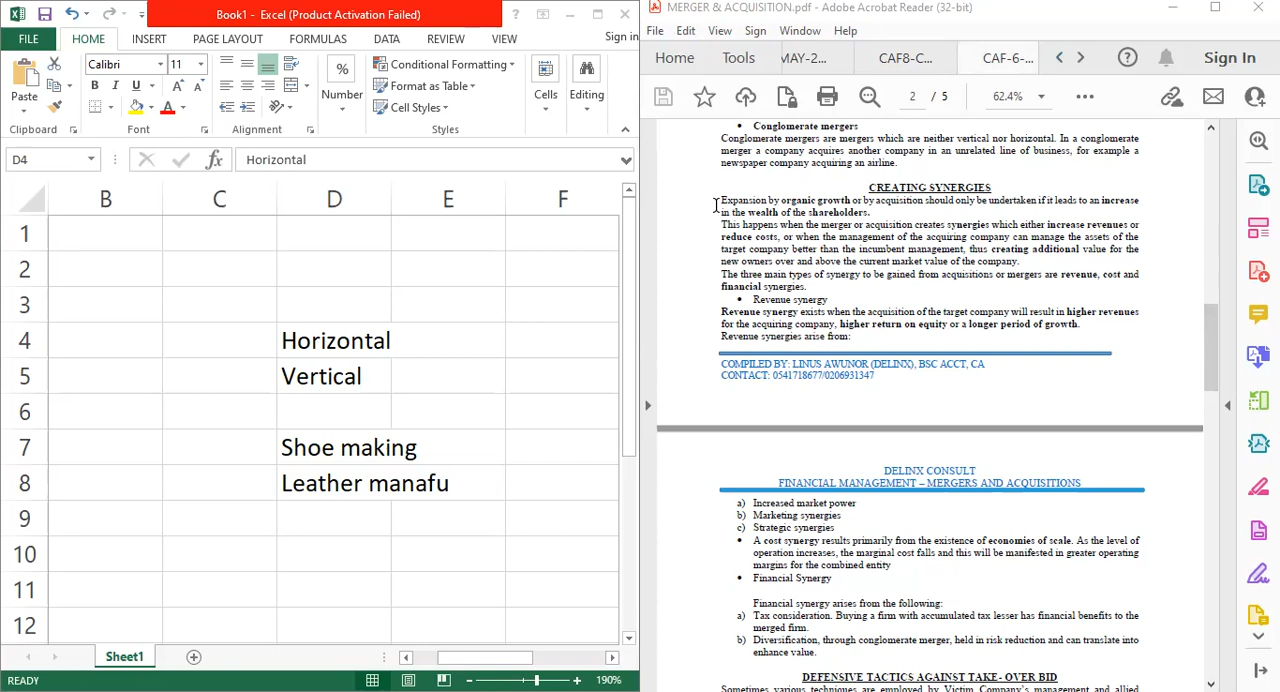 Book1 - Excel (Product Activation Failed)
FILE HOME INSERT PAGE LAYOUT FORMULAS DATA REVIEW VIEW Sign in
Paste
Calibri 11
B I U
A A
A
%
Number
Conditional Formatting
Format as Table
Cell Styles
Cells
Editing
Clipboard Font Alignment Styles
D4 fx Horizontal
B C D E F
1
2
3
4 Horizontal
5 Vertical
6
7 Shoe making
8 Leather manafu
9
10
11
12
Sheet1
READY 190%
MERGER & ACQUISITION.pdf - Adobe Acrobat Reader (32-bit)
File Edit View Sign Window Help
Home Tools MAY-2... CAF8-C... CAF-6-... Sign In
2 / 5 62.4%
• Conglomerate mergers
Conglomerate mergers are mergers which are neither vertical nor horizontal. In a conglomerate
merger a company acquires another company in an unrelated line of business, for example a
newspaper company acquiring an airline.
CREATING SYNERGIES
Expansion by organic growth or by acquisition should only be undertaken if it leads to an increase
in the wealth of the shareholders.
This happens when the merger or acquisition creates synergies which either increase revenues or
reduce costs, or when the management of the acquiring company can manage the assets of the
target company better than the incumbent management, thus creating additional value for the
new owners over and above the current market value of the company.
The three main types of synergy to be gained from acquisitions or mergers are revenue, cost and
financial synergies.
• Revenue synergy
Revenue synergy exists when the acquisition of the target company will result in higher revenues
for the acquiring company, higher return on equity or a longer period of growth.
Revenue synergies arise from:
COMPILED BY: LINUS AWUNOR (DELINX), BSC ACCT, CA
CONTACT: 0541718677/0206931347
DELINX CONSULT
FINANCIAL MANAGEMENT – MERGERS AND ACQUISITIONS
a) Increased market power
b) Marketing synergies
c) Strategic synergies
• A cost synergy results primarily from the existence of economies of scale. As the level of
operation increases, the marginal cost falls and this will be manifested in greater operating
margins for the combined entity
• Financial Synergy
Financial synergy arises from the following:
a) Tax consideration. Buying a firm with accumulated tax lesser has financial benefits to the
merged firm.
b) Diversification, through conglomerate merger, held in risk reduction and can translate into
enhance value.
DEFENSIVE TACTICS AGAINST TAKE- OVER BID
Sometimes various techniques are employed by Victim Company's management and allied